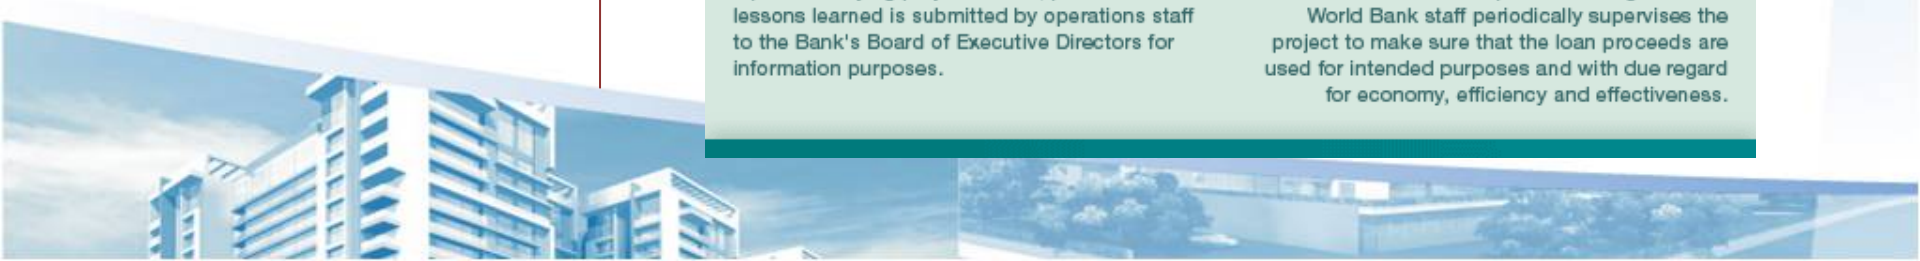 lessons learned is submitted by operations staff
to the Bank's Board of Executive Directors for
information purposes.
World Bank staff periodically supervises the
project to make sure that the loan proceeds are
used for intended purposes and with due regard
for economy, efficiency and effectiveness.